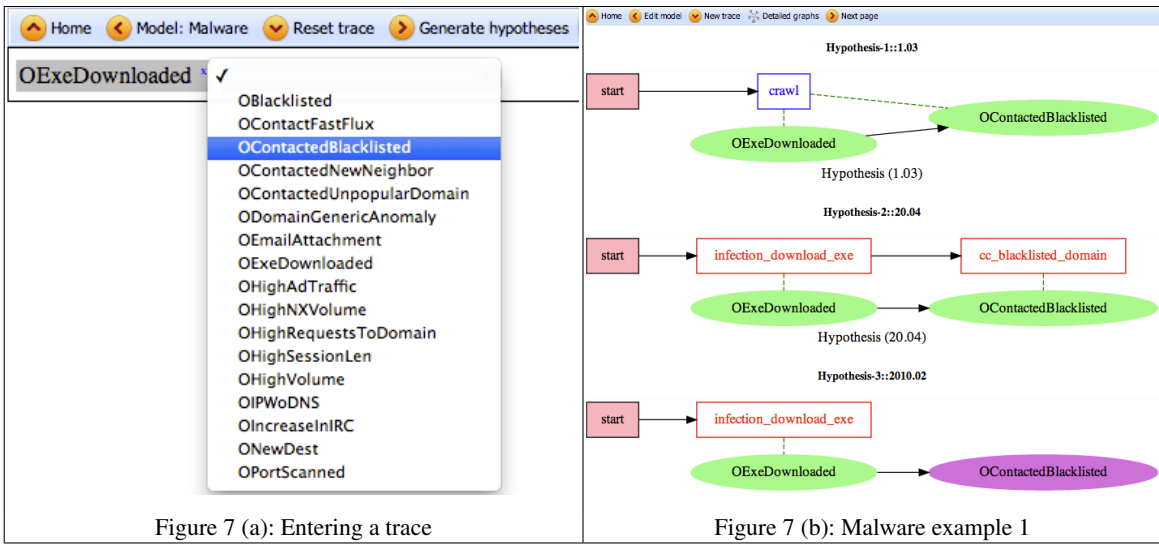 Home Model: Malware Reset trace Generate hypotheses
OExeDownloaded x ✓
OBlacklisted
OContactFastFlux
OContactedBlacklisted
OContactedNewNeighbor
OContactedUnpopularDomain
ODomainGenericAnomaly
OEmailAttachment
OExeDownloaded
OHighAdTraffic
OHighNXVolume
OHighRequestsToDomain
OHighSessionLen
OHighVolume
OIPWoDNS
OIncreaseInIRC
ONewDest
OPortScanned
Figure 7 (a): Entering a trace
Home Edit model New trace Detailed graphs Next page
Hypothesis-1::1.03
start crawl OContactedBlacklisted
OExeDownloaded
Hypothesis (1.03)
Hypothesis-2::20.04
start infection_download_exe cc_blacklisted_domain
OExeDownloaded OContactedBlacklisted
Hypothesis (20.04)
Hypothesis-3::2010.02
start infection_download_exe
OExeDownloaded OContactedBlacklisted
Figure 7 (b): Malware example 1